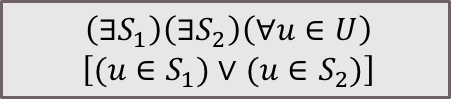 (∃𝑆₁)(∃𝑆₂)(∀𝑢 ∈ 𝑈)
[(𝑢 ∈ 𝑆₁) ∨ (𝑢 ∈ 𝑆₂)]